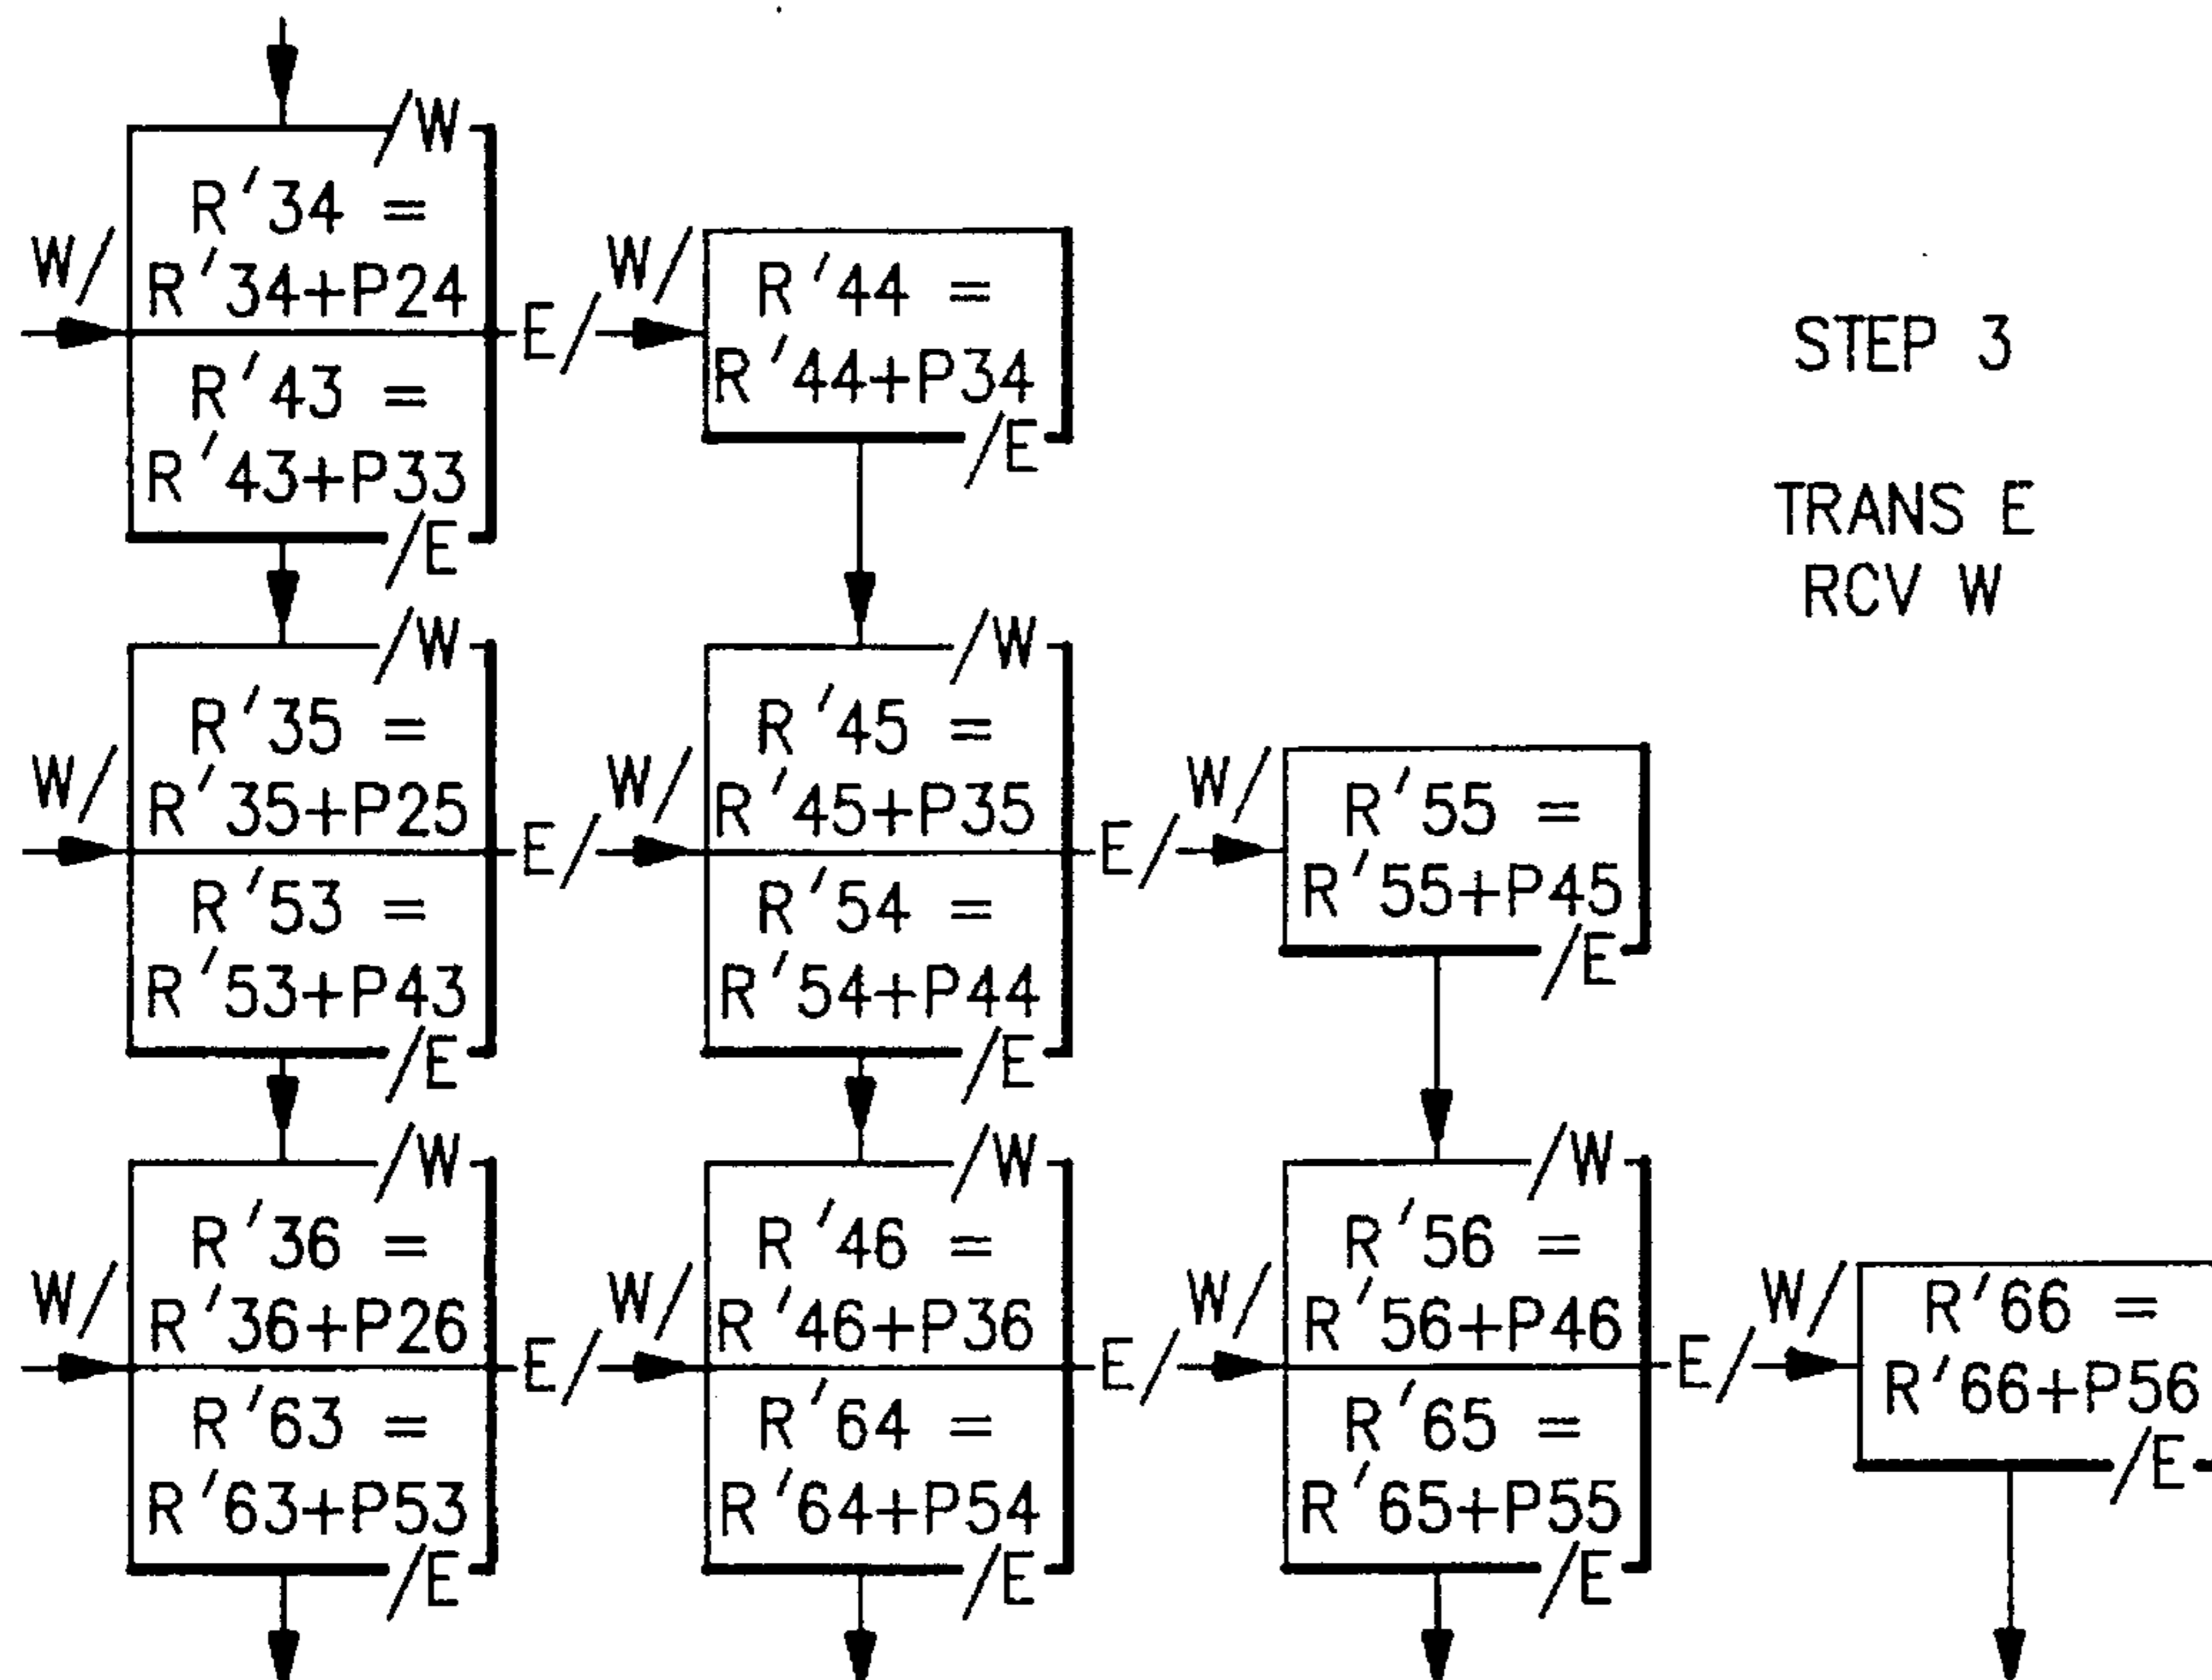 /W
R'34 =
W/ R'34+P24
E/
R'43 =
R'43+P33
/E
W/ R'44 =
R'44+P34
/E
STEP 3
TRANS E
RCV W
/W
R'35 =
W/ R'35+P25
E/
R'53 =
R'53+P43
/E
/W
R'45 =
W/ R'45+P35
E/
R'54 =
R'54+P44
/E
W/ R'55 =
R'55+P45
/E
/W
R'36 =
W/ R'36+P26
E/
R'63 =
R'63+P53
/E
/W
R'46 =
W/ R'46+P36
E/
R'64 =
R'64+P54
/E
/W
R'56 =
W/ R'56+P46
E/
R'65 =
R'65+P55
/E
W/ R'66 =
R'66+P56
/E